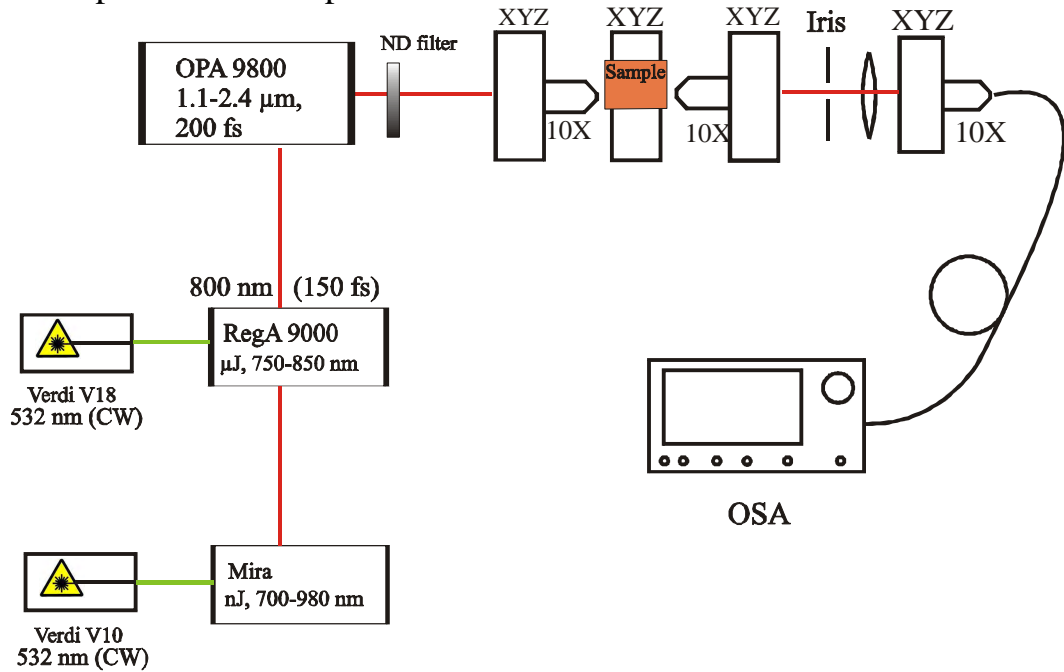 XYZ
XYZ
XYZ
Iris
XYZ
ND filter
OPA 9800
1.1-2.4 μm,
200 fs
Sample
10X
10X
10X
800 nm (150 fs)
RegA 9000
μJ, 750-850 nm
Verdi V18
532 nm (CW)
OSA
Mira
nJ, 700-980 nm
Verdi V10
532 nm (CW)